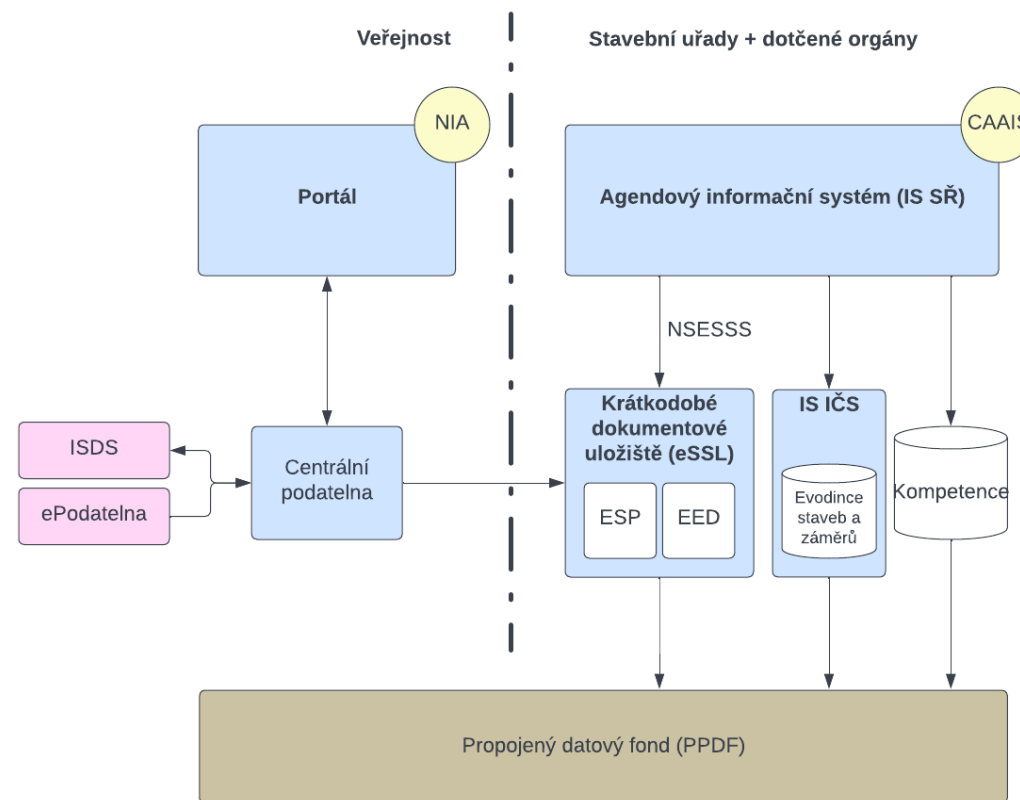 Veřejnost
Stavební uřady + dotčené orgány
NIA
CAAIS
Portál
Agendový informační systém (IS SŘ)
NSESSS
Krátkodobé
dokumentové
uložiště (eSSL)
IS IČS
ISDS
ePodatelna
Centrální
podatelna
ESP
EED
Evodince
staveb a
záměrů
Kompetence
Propojený datový fond (PPDF)